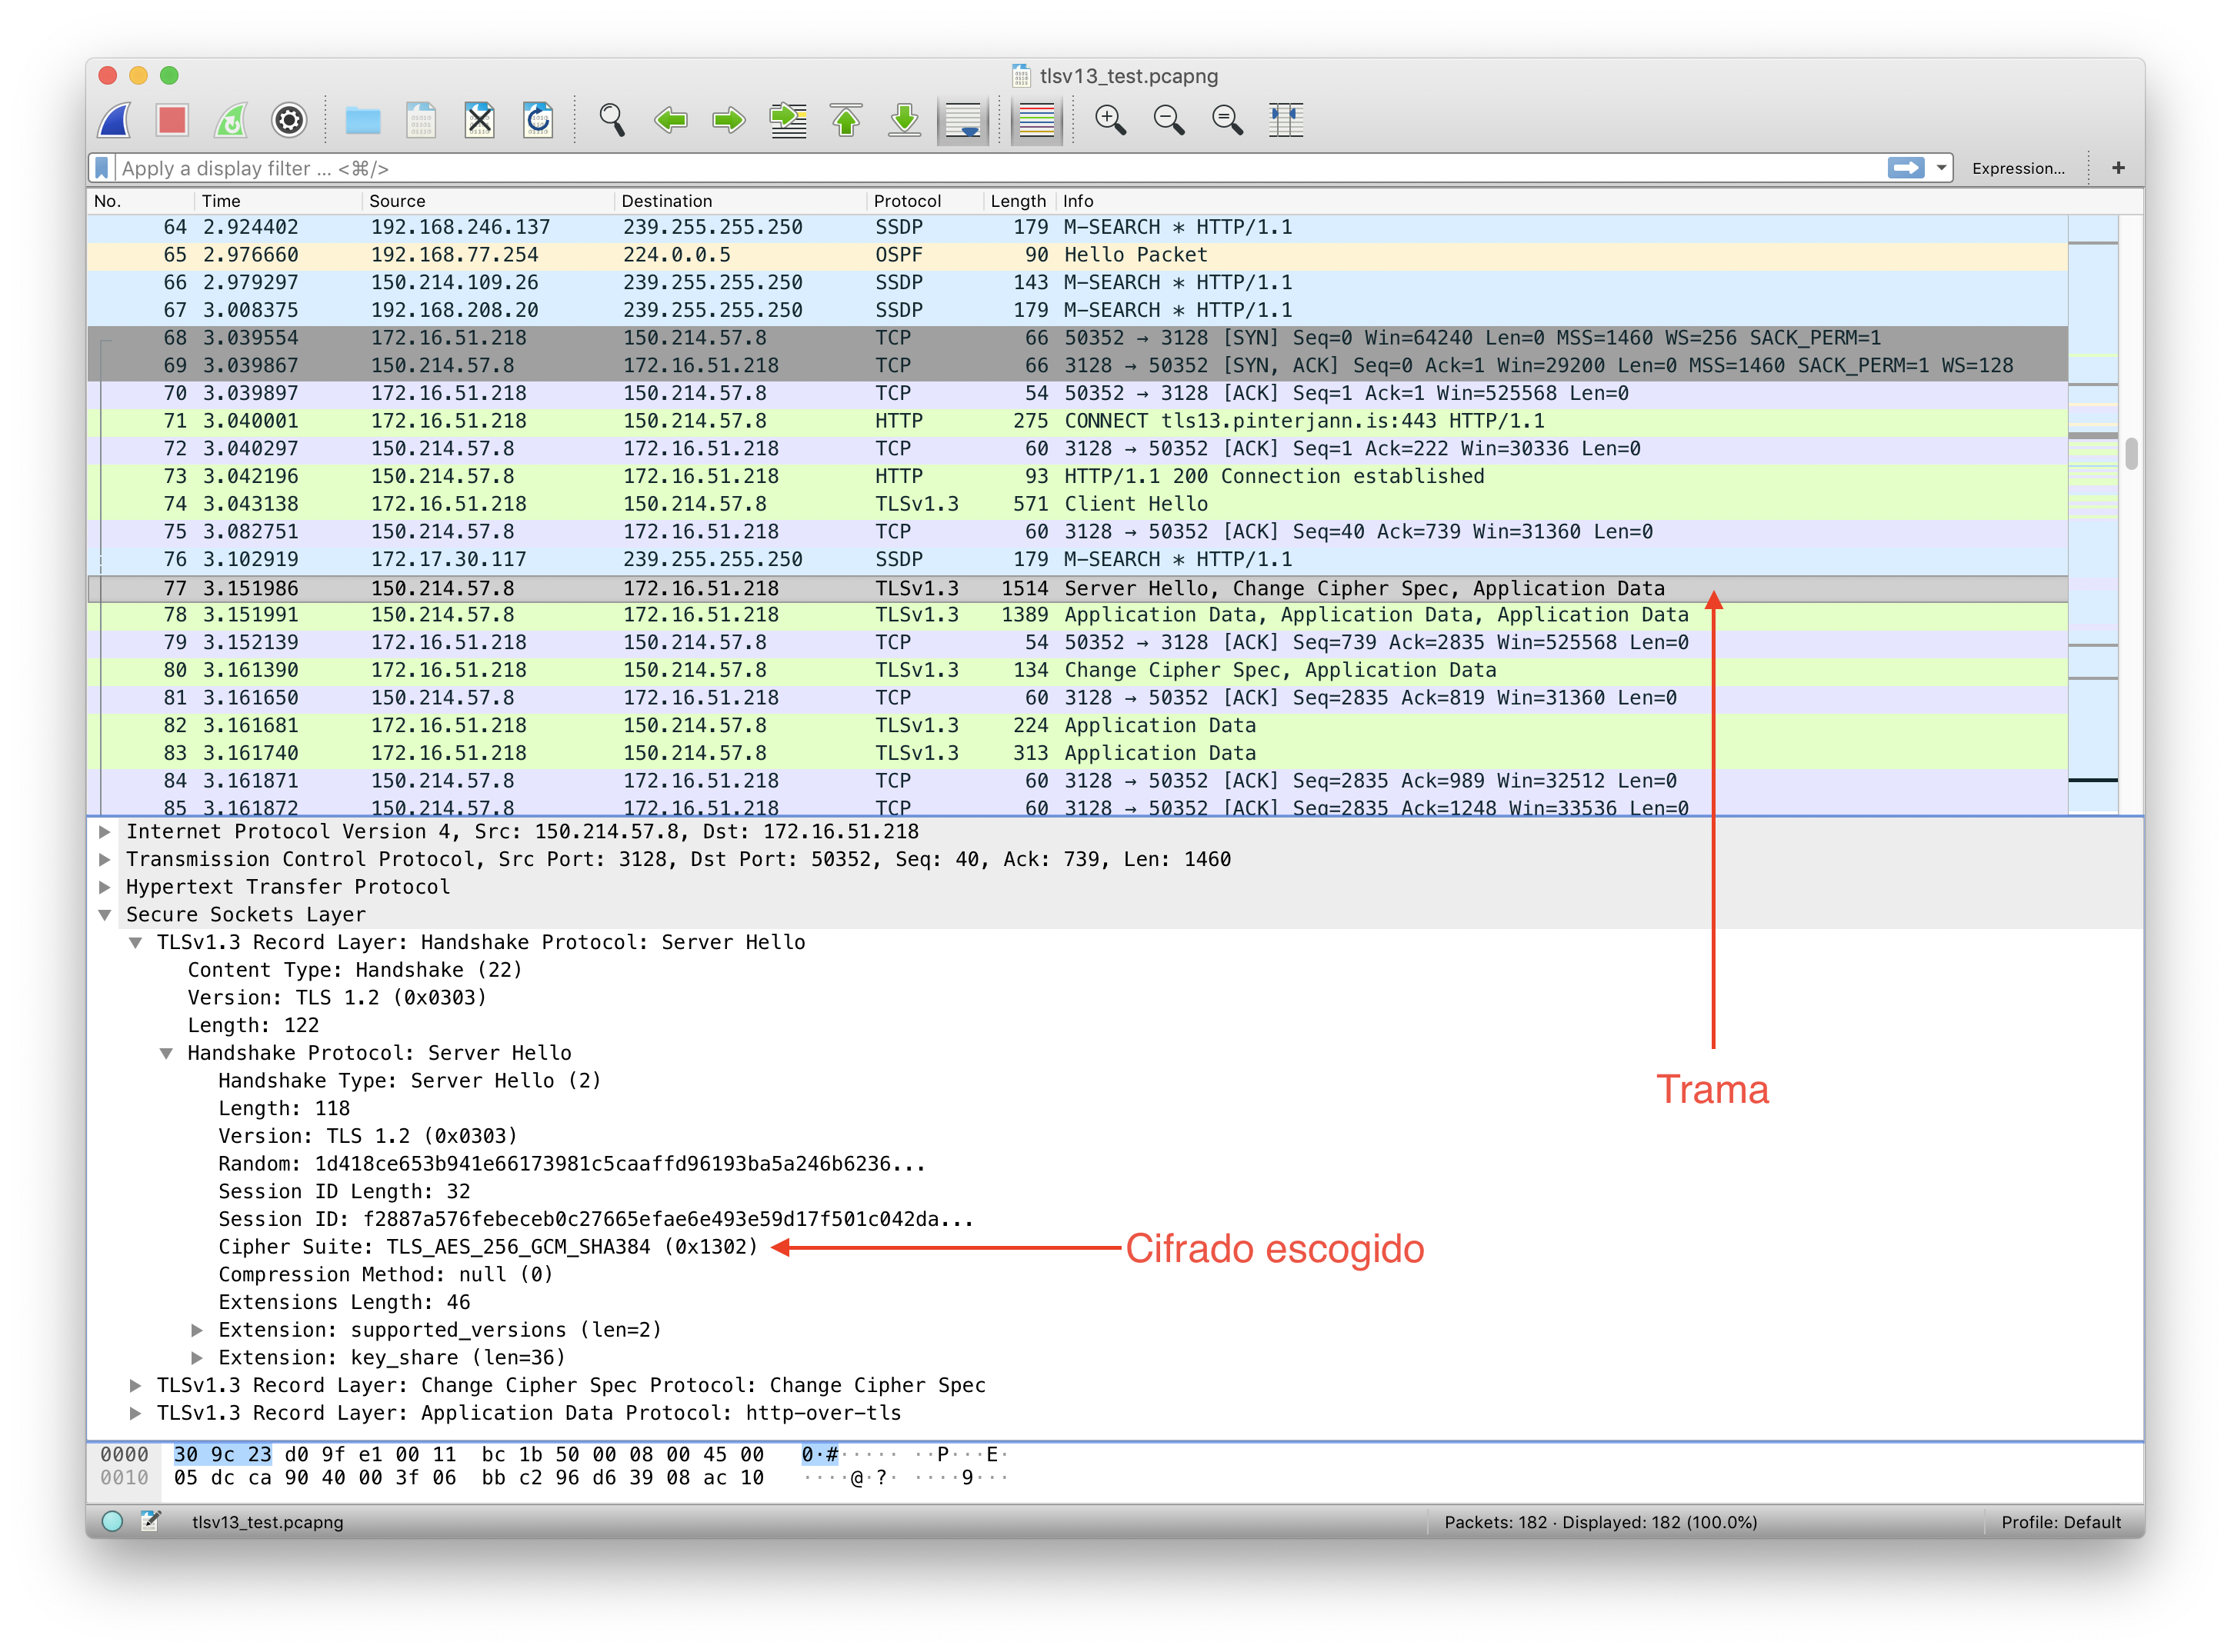 tlsv13_test.pcapng
Apply a display filter ... <⌘/>
Expression...
+
No. Time Source Destination Protocol Length Info
64 2.924402 192.168.246.137 239.255.255.250 SSDP 179 M-SEARCH * HTTP/1.1
65 2.976660 192.168.77.254 224.0.0.5 OSPF 90 Hello Packet
66 2.979297 150.214.109.26 239.255.255.250 SSDP 143 M-SEARCH * HTTP/1.1
67 3.008375 192.168.208.20 239.255.255.250 SSDP 179 M-SEARCH * HTTP/1.1
68 3.039554 172.16.51.218 150.214.57.8 TCP 66 50352 → 3128 [SYN] Seq=0 Win=64240 Len=0 MSS=1460 WS=256 SACK_PERM=1
69 3.039867 150.214.57.8 172.16.51.218 TCP 66 3128 → 50352 [SYN, ACK] Seq=0 Ack=1 Win=29200 Len=0 MSS=1460 SACK_PERM=1 WS=128
70 3.039897 172.16.51.218 150.214.57.8 TCP 54 50352 → 3128 [ACK] Seq=1 Ack=1 Win=525568 Len=0
71 3.040001 172.16.51.218 150.214.57.8 HTTP 275 CONNECT tls13.pinterjann.is:443 HTTP/1.1
72 3.040297 150.214.57.8 172.16.51.218 TCP 60 3128 → 50352 [ACK] Seq=1 Ack=222 Win=30336 Len=0
73 3.042196 150.214.57.8 172.16.51.218 HTTP 93 HTTP/1.1 200 Connection established
74 3.043138 172.16.51.218 150.214.57.8 TLSv1.3 571 Client Hello
75 3.082751 150.214.57.8 172.16.51.218 TCP 60 3128 → 50352 [ACK] Seq=40 Ack=739 Win=31360 Len=0
76 3.102919 172.17.30.117 239.255.255.250 SSDP 179 M-SEARCH * HTTP/1.1
77 3.151986 150.214.57.8 172.16.51.218 TLSv1.3 1514 Server Hello, Change Cipher Spec, Application Data
78 3.151991 150.214.57.8 172.16.51.218 TLSv1.3 1389 Application Data, Application Data, Application Data
79 3.152139 172.16.51.218 150.214.57.8 TCP 54 50352 → 3128 [ACK] Seq=739 Ack=2835 Win=525568 Len=0
80 3.161390 172.16.51.218 150.214.57.8 TLSv1.3 134 Change Cipher Spec, Application Data
81 3.161650 150.214.57.8 172.16.51.218 TCP 60 3128 → 50352 [ACK] Seq=2835 Ack=819 Win=31360 Len=0
82 3.161681 172.16.51.218 150.214.57.8 TLSv1.3 224 Application Data
83 3.161740 172.16.51.218 150.214.57.8 TLSv1.3 313 Application Data
84 3.161871 150.214.57.8 172.16.51.218 TCP 60 3128 → 50352 [ACK] Seq=2835 Ack=989 Win=32512 Len=0
85 3.161872 150.214.57.8 172.16.51.218 TCP 60 3128 → 50352 [ACK] Seq=2835 Ack=1248 Win=33536 Len=0
Internet Protocol Version 4, Src: 150.214.57.8, Dst: 172.16.51.218
Transmission Control Protocol, Src Port: 3128, Dst Port: 50352, Seq: 40, Ack: 739, Len: 1460
Hypertext Transfer Protocol
Secure Sockets Layer
TLSv1.3 Record Layer: Handshake Protocol: Server Hello
Content Type: Handshake (22)
Version: TLS 1.2 (0x0303)
Length: 122
Handshake Protocol: Server Hello
Handshake Type: Server Hello (2)
Trama
Length: 118
Version: TLS 1.2 (0x0303)
Random: 1d418ce653b941e66173981c5caaffd96193ba5a246b6236...
Session ID Length: 32
Session ID: f2887a576febeceb0c27665efae6e493e59d17f501c042da...
Cipher Suite: TLS_AES_256_GCM_SHA384 (0x1302)
Cifrado escogido
Compression Method: null (0)
Extensions Length: 46
Extension: supported_versions (len=2)
Extension: key_share (len=36)
TLSv1.3 Record Layer: Change Cipher Spec Protocol: Change Cipher Spec
TLSv1.3 Record Layer: Application Data Protocol: http-over-tls
0000 30 9c 23 d0 9f e1 00 11 bc 1b 50 00 08 00 45 00 0·#····· ··P···E·
0010 05 dc ca 90 40 00 3f 06 bb c2 96 d6 39 08 ac 10 ····@·?· ····9···
tlsv13_test.pcapng
Packets: 182 · Displayed: 182 (100.0%)
Profile: Default